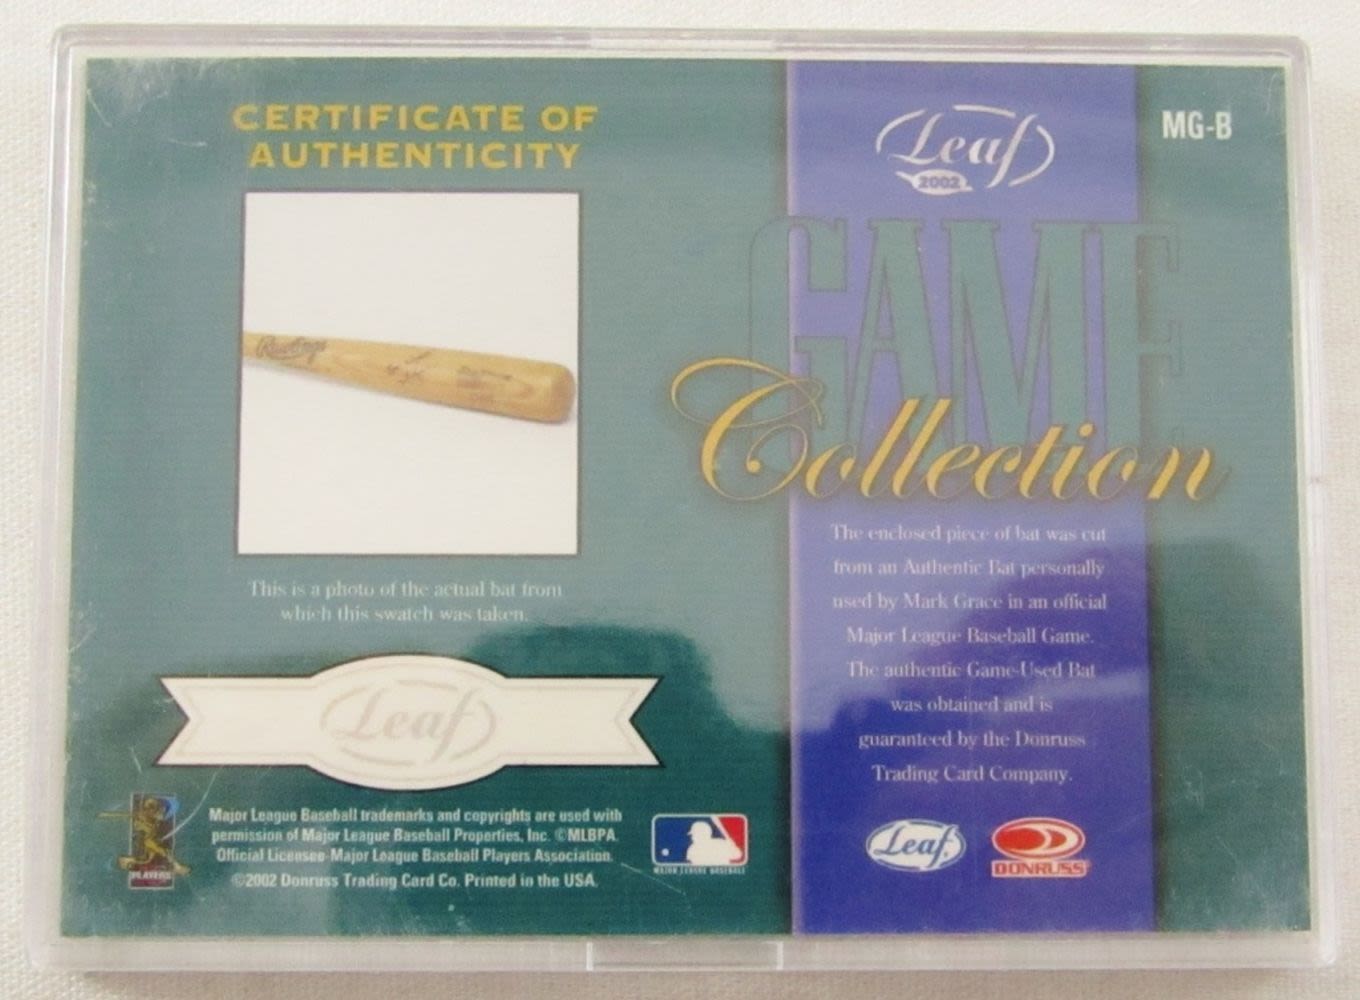 CERTIFICATE OF
AUTHENTICITY
Rawlings
This is a photo of the actual bat from
which this swatch was taken.
Leaf
PLAYERS
Major League Baseball trademarks and copyrights are used with
permission of Major League Baseball Properties, Inc. ©MLBPA.
Official Licensee-Major League Baseball Players Association.
©2002 Donruss Trading Card Co. Printed in the USA.
MAJOR LEAGUE BASEBALL
MG-B
Leaf
2002
GAME
Collection
The enclosed piece of bat was cut
from an Authentic Bat personally
used by Mark Grace in an official
Major League Baseball Game.
The authentic Game-Used Bat
was obtained and is
guaranteed by the Donruss
Trading Card Company.
Leaf
DONRUSS